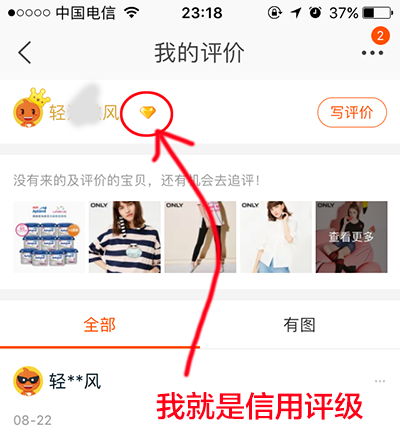 中国电信 23:18 37%
我的评价
2
轻 风
写评价
没有来的及评价的宝贝，还有机会去追评！
ONLY ONLY ONLY
查看更多
全部 有图
轻**风
08-22
我就是信用评级